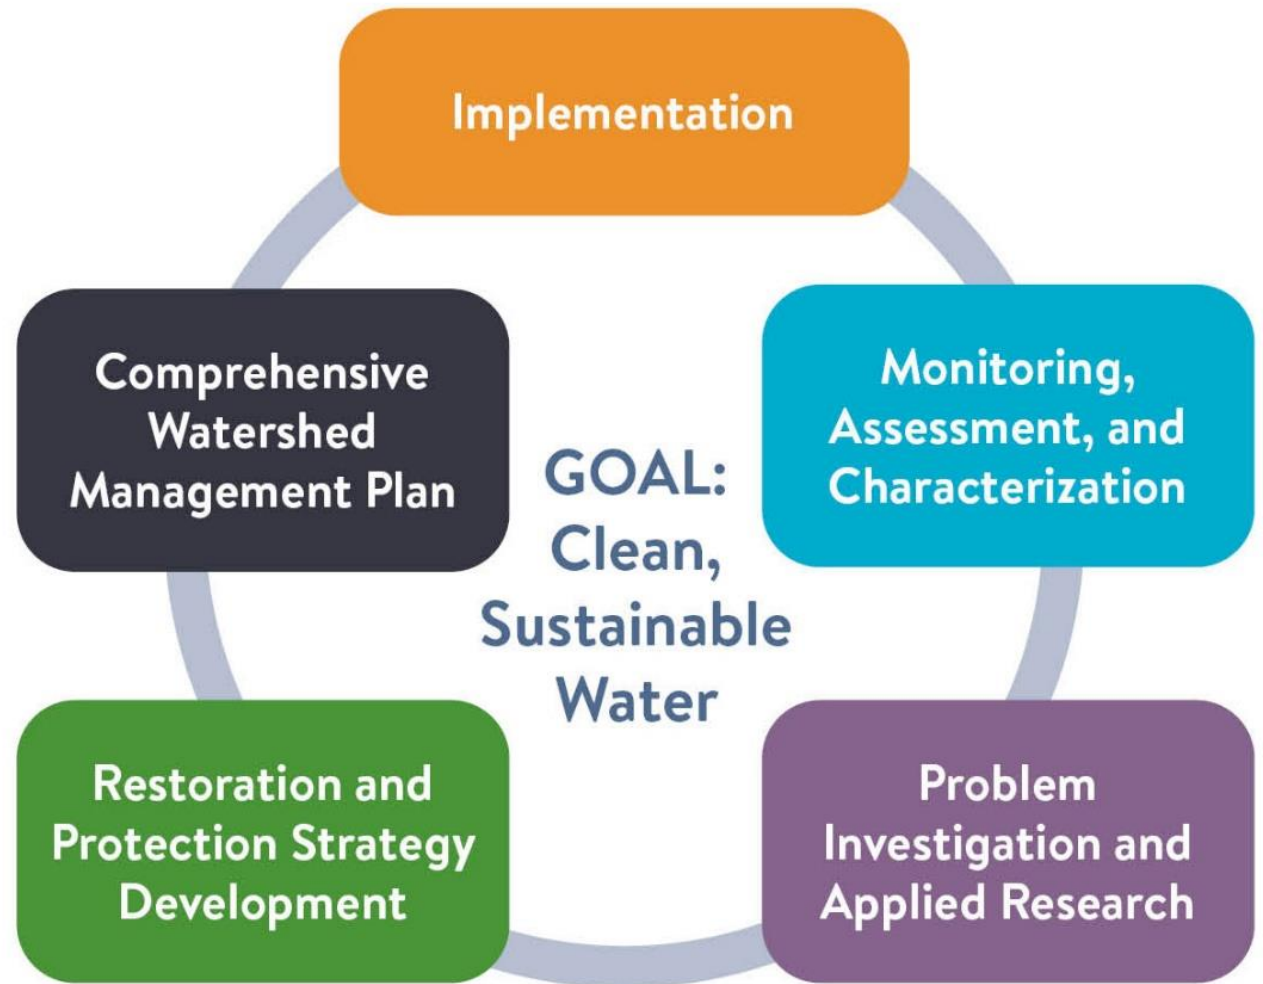 Implementation
Comprehensive
Watershed
Management Plan
Monitoring,
Assessment, and
Characterization
GOAL:
Clean,
Sustainable
Water
Restoration and
Protection Strategy
Development
Problem
Investigation and
Applied Research